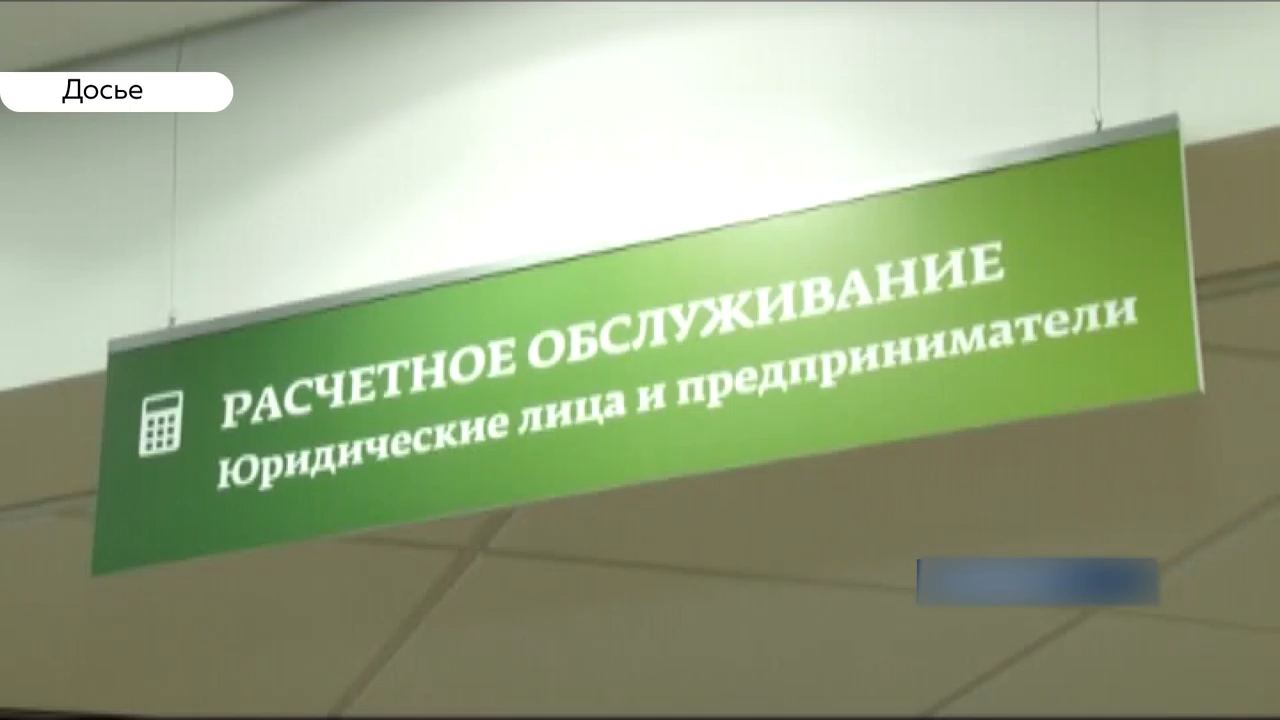 Досье
РАСЧЕТНОЕ ОБСЛУЖИВАНИЕ
Юридические лица и предприниматели